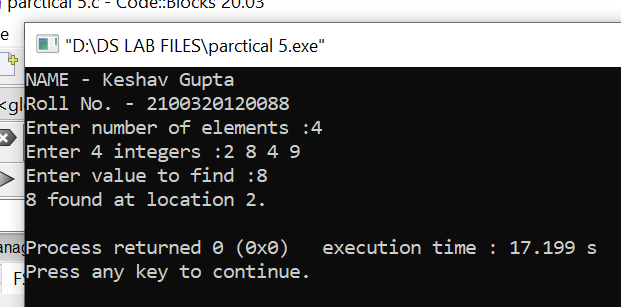 parctical 5.c - Code::Blocks 20.03
e
"D:\DS LAB FILES\parctical 5.exe"
NAME - Keshav Gupta
<gl
Roll No. - 2100320120088
Enter number of elements :4
Enter 4 integers :2 8 4 9
Enter value to find :8
8 found at location 2.
Process returned 0 (0x0)   execution time : 17.199 s
anag
Press any key to continue.
FS